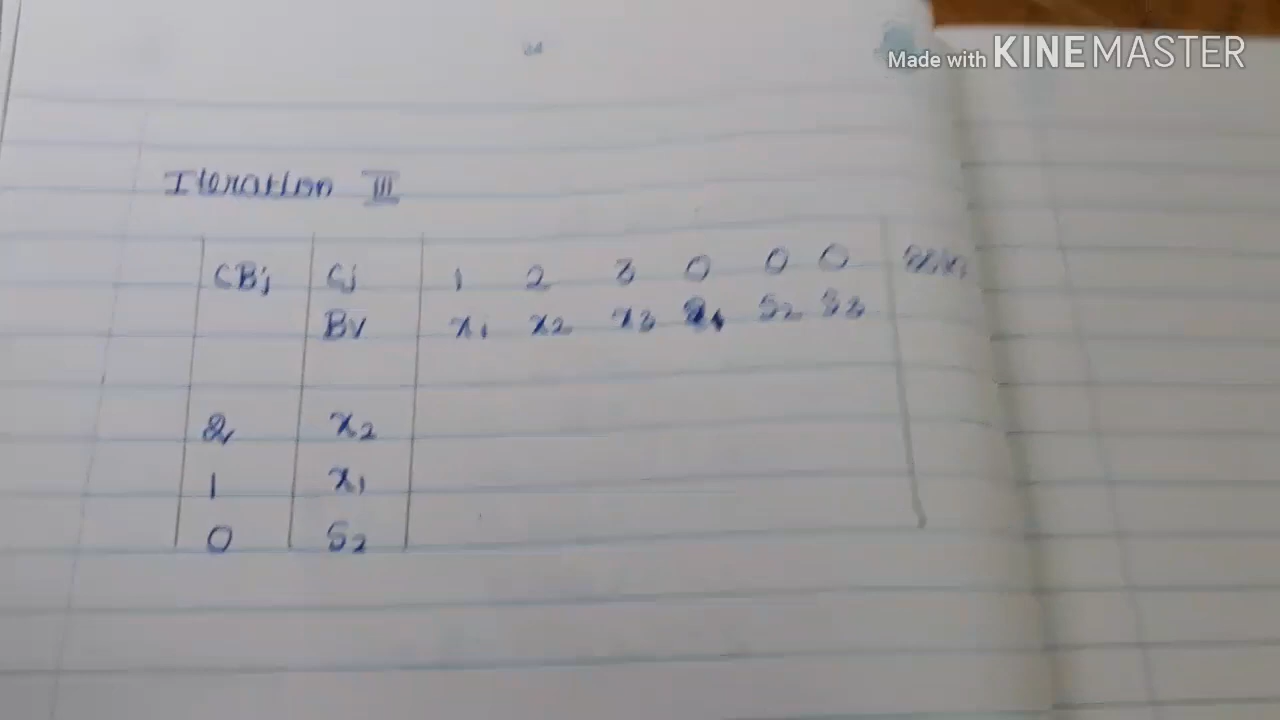 Made with KINEMASTER
Iteration III
CBj Cj 1 2 3 0 0 0
BV x1 x2 x3 s1 s2 s3
2 x2
1 x1
0 s2